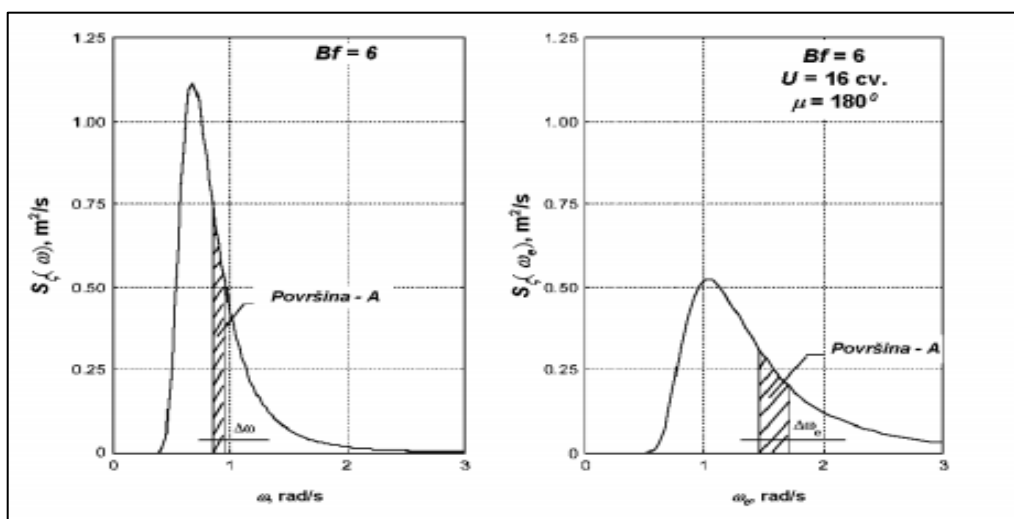 1.25
1.00
0.75
0.50
0.25
0
S_ζ(ω), m²/s
Bf = 6
Površina - A
Δω
0
1
2
3
ω, rad/s
1.25
1.00
0.75
0.50
0.25
0
S_ζ(ω_e), m²/s
Bf = 6
U = 16 cv.
μ = 180⁰
Površina - A
Δω_e
0
1
2
3
ω_e, rad/s